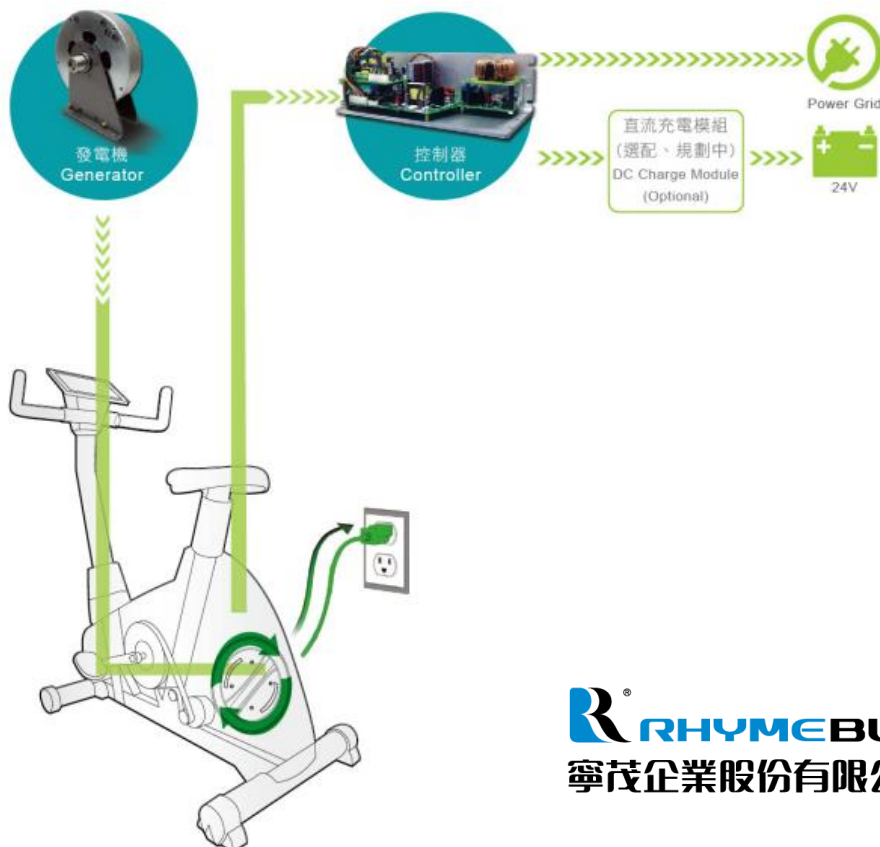 發電機
Generator
控制器
Controller
Power Grid
直流充電模組
(選配、規劃中)
DC Charge Module
(Optional)
24V
R®
RHYMEBU
寧茂企業股份有限公